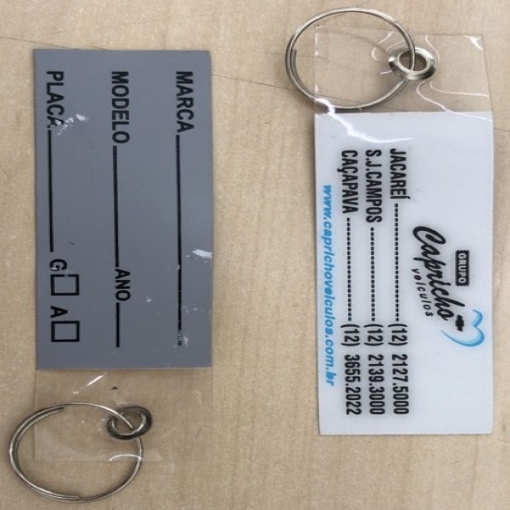 MARCA
MODELO ANO
PLACA G A
GRUPO
Capricho
veículos
JACAREÍ (12) 2127.5000
S.J.CAMPOS (12) 2139.3000
CAÇAPAVA (12) 3655.2022
www.caprichoveiculos.com.br